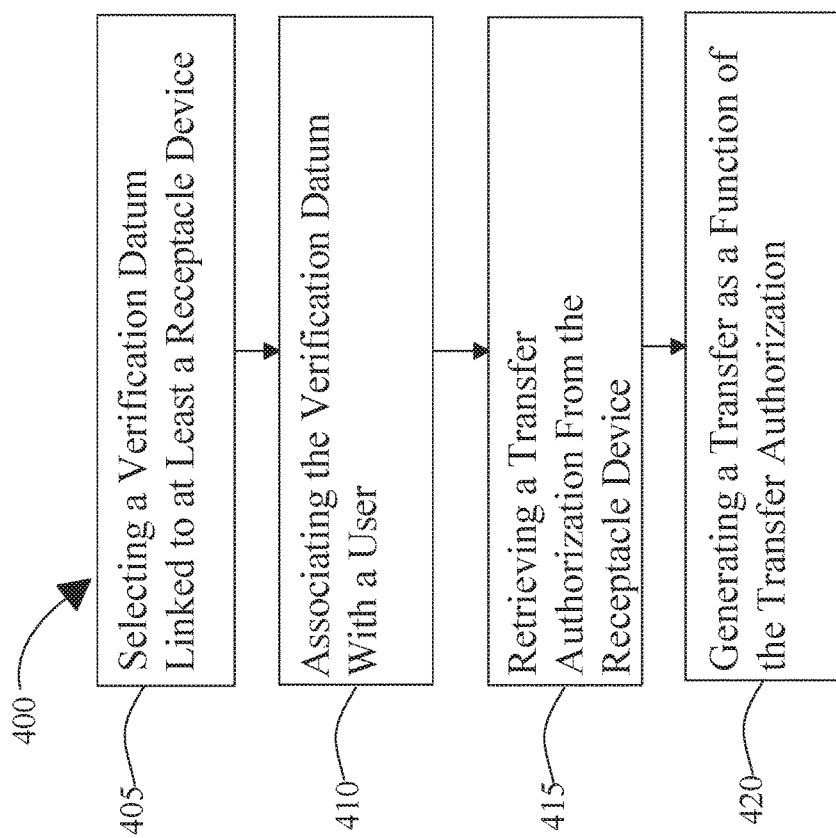 400
405
Selecting a Verification Datum
Linked to at Least a Receptacle Device
410
Associating the Verification Datum
With a User
415
Retrieving a Transfer
Authorization From the
Receptacle Device
420
Generating a Transfer as a Function of
the Transfer Authorization